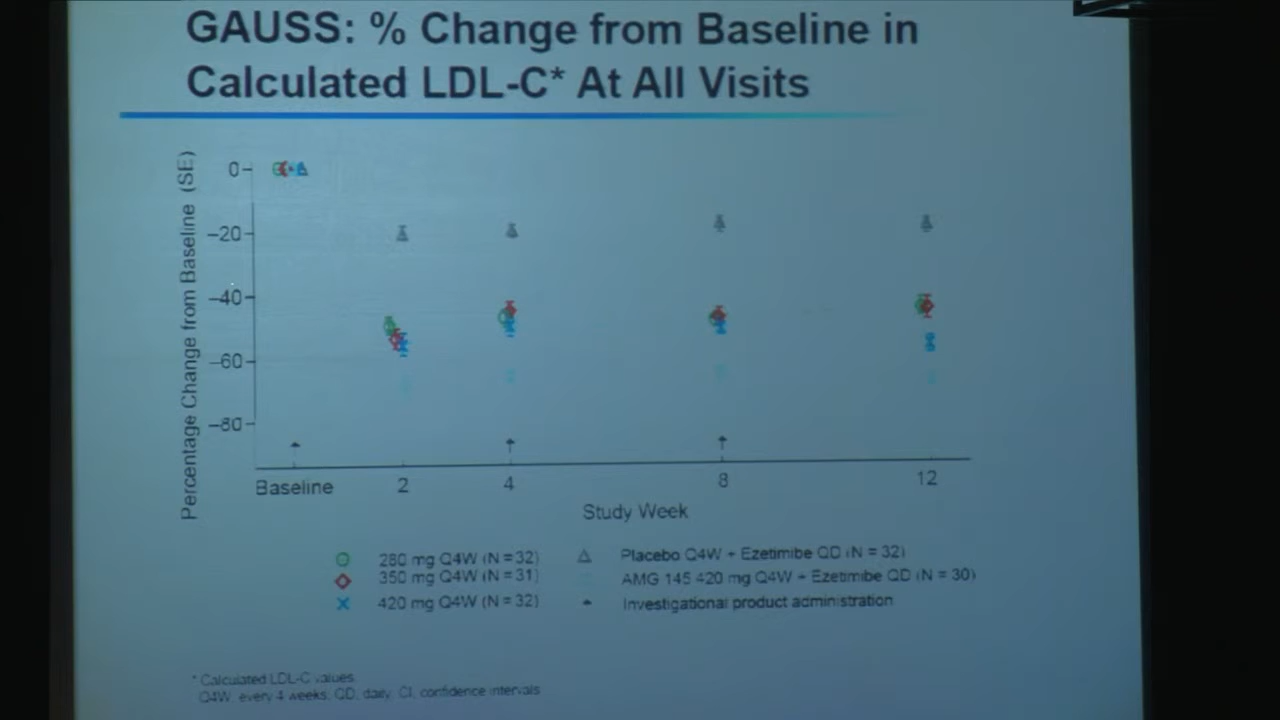 GAUSS: % Change from Baseline in
Calculated LDL-C* At All Visits
Percentage Change from Baseline (SE)
0
–20
–40
–60
–80
Baseline
2
4
8
12
Study Week
280 mg Q4W (N = 32)
350 mg Q4W (N = 31)
420 mg Q4W (N = 32)
Placebo Q4W + Ezetimibe QD (N = 32)
AMG 145 420 mg Q4W + Ezetimibe QD (N = 30)
Investigational product administration
* Calculated LDL-C values.
Q4W, every 4 weeks; QD, daily; CI, confidence intervals